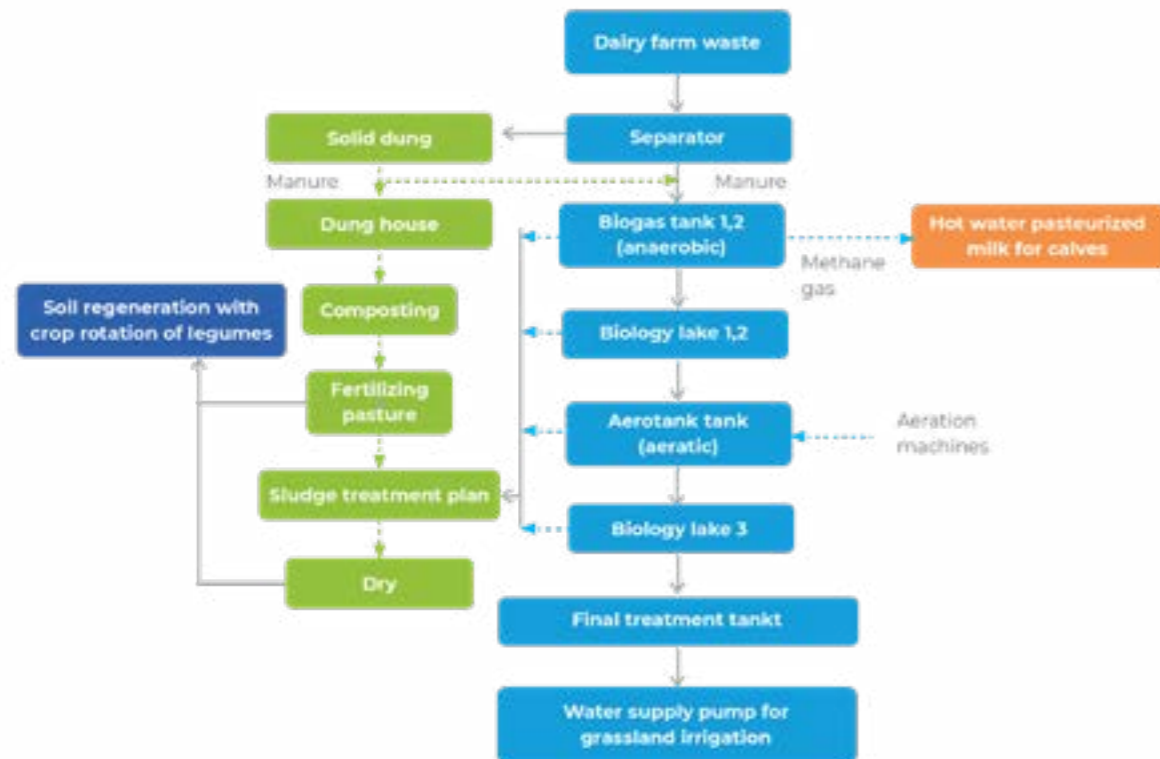 Dairy farm waste
Solid dung
Separator
Manure
Manure
Dung house
Biogas tank 1,2
(anaerobic)
Hot water pasteurized
milk for calves
Methane
gas
Soil regeneration with
crop rotation of legumes
Composting
Biology lake 1,2
Fertilizing
pasture
Aerotank tank
(aeratic)
Aeration
machines
Sludge treatment plan
Biology lake 3
Dry
Final treatment tankt
Water supply pump for
grassland irrigation